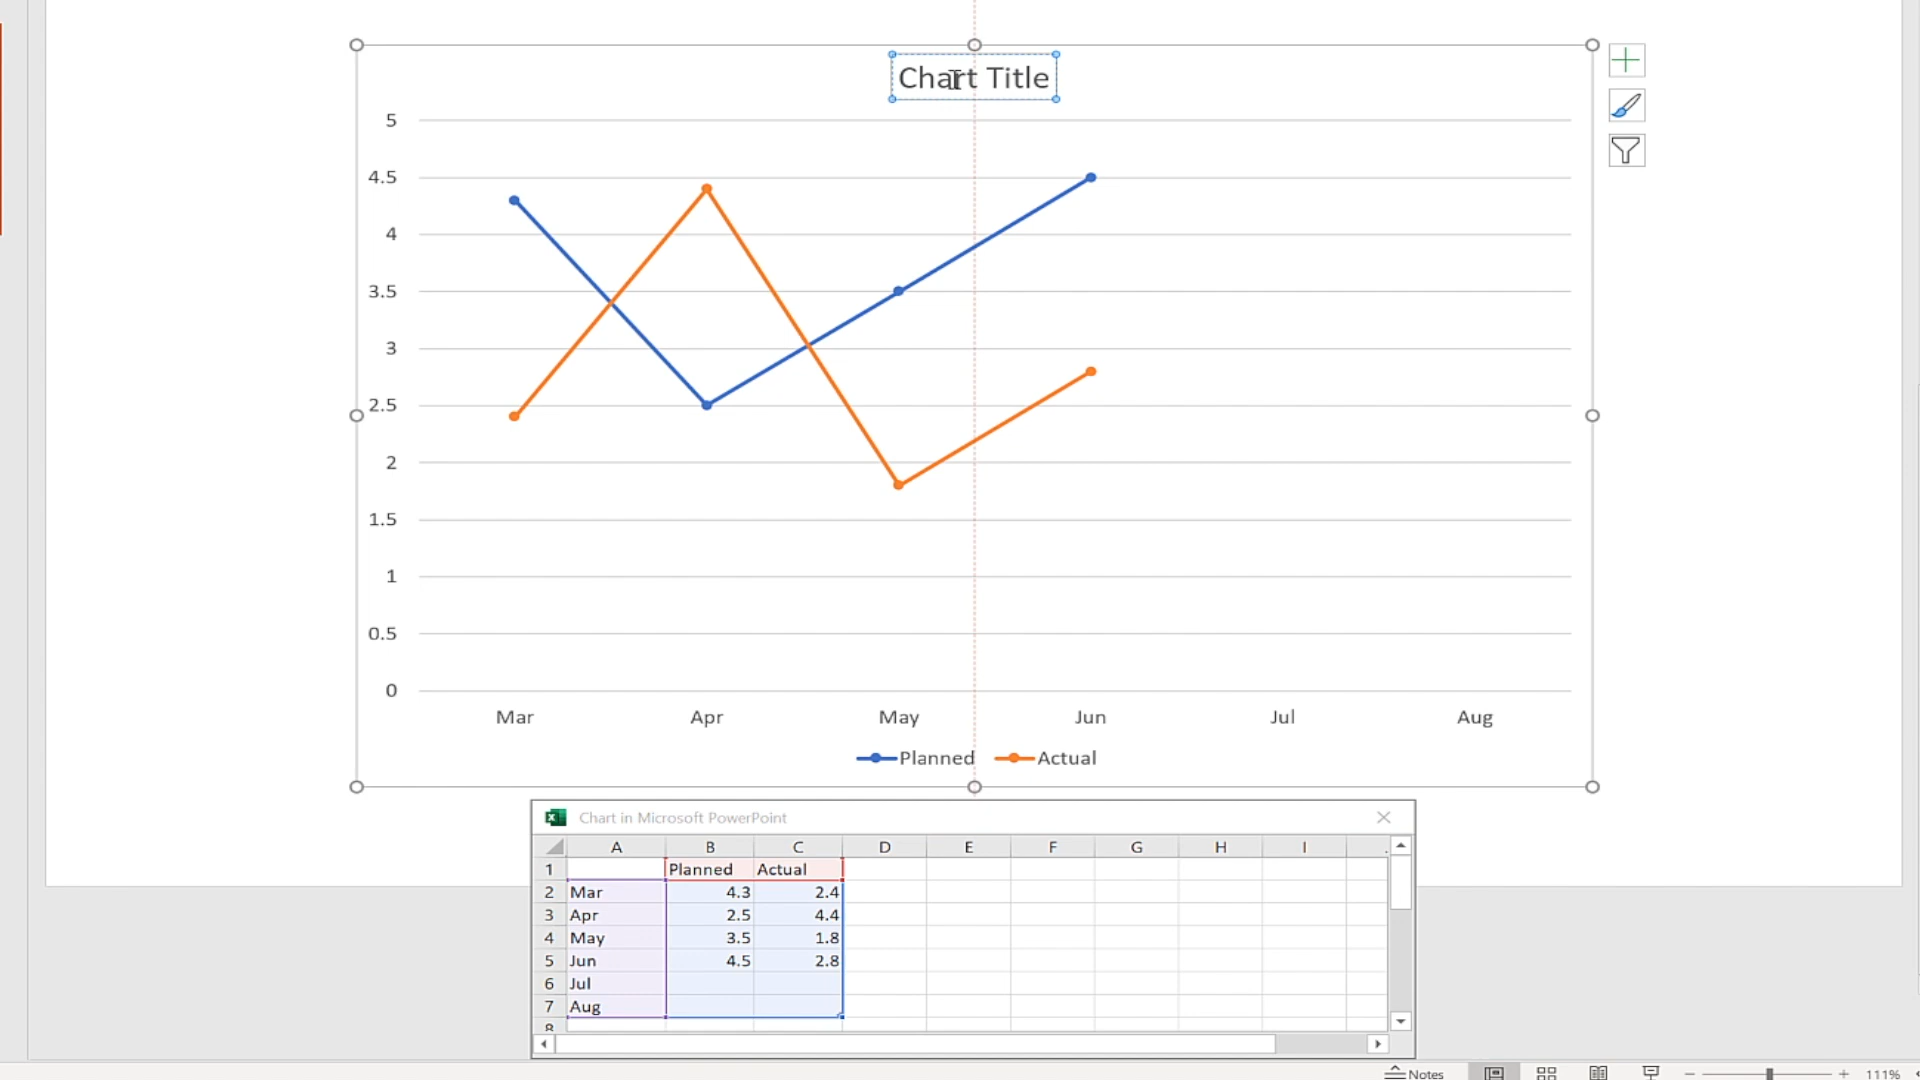 Chart Title
5
4.5
4
3.5
3
2.5
2
1.5
1
0.5
0
Mar Apr May Jun Jul Aug
Planned Actual
Chart in Microsoft PowerPoint
A B C D E F G H I
1 Planned Actual
2 Mar 4.3 2.4
3 Apr 2.5 4.4
4 May 3.5 1.8
5 Jun 4.5 2.8
6 Jul
7 Aug
8
Notes 111%